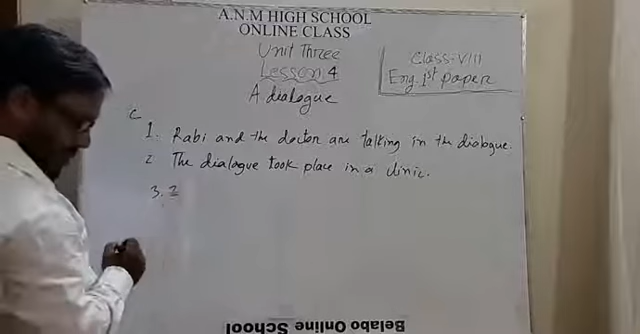 A.N.M HIGH SCHOOL
ONLINE CLASS
Unit Three
Lesson 4
A dialogue
Class-VIII
Eng. 1st paper
C
1. Rabi and the doctor are talking in the dialogue.
2 The dialogue took place in a clinic.
3. 2
Belabo Online School